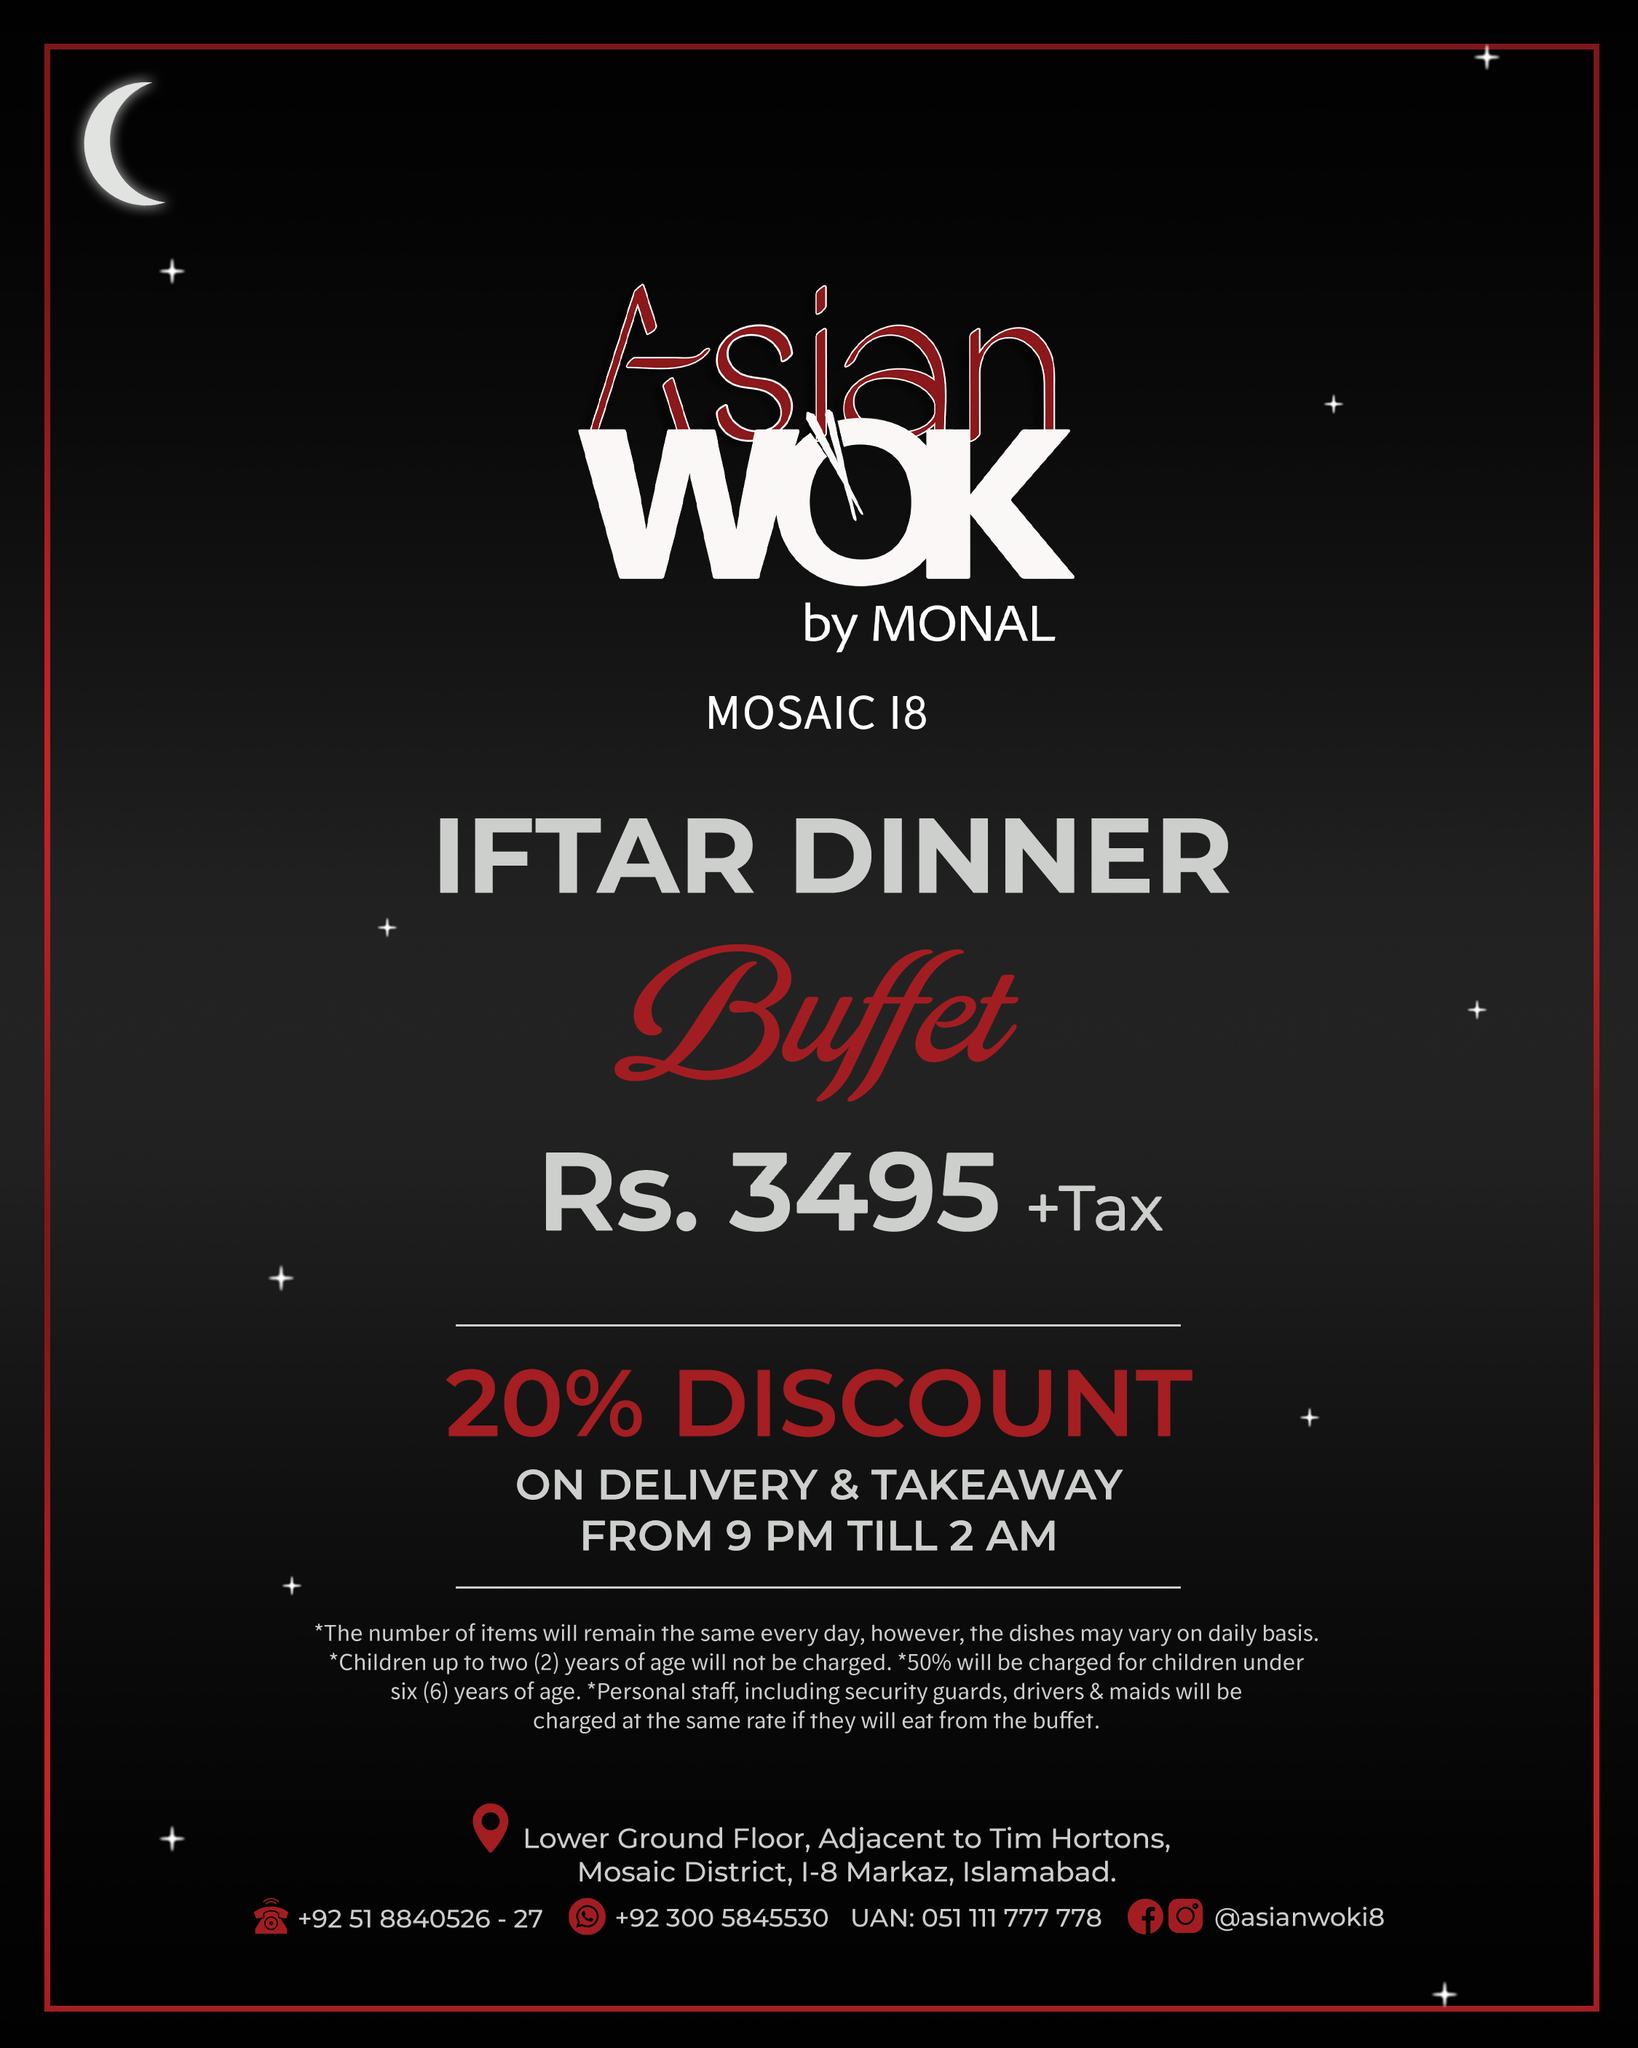 Asian
WOK
by MONAL
MOSAIC I8
IFTAR DINNER
Buffet
Rs. 3495 +Tax
20% DISCOUNT
ON DELIVERY & TAKEAWAY
FROM 9 PM TILL 2 AM
*The number of items will remain the same every day, however, the dishes may vary on daily basis.
*Children up to two (2) years of age will not be charged. *50% will be charged for children under
six (6) years of age. *Personal staff, including security guards, drivers & maids will be
charged at the same rate if they will eat from the buffet.
Lower Ground Floor, Adjacent to Tim Hortons,
Mosaic District, I-8 Markaz, Islamabad.
+92 51 8840526 - 27 +92 300 5845530 UAN: 051 111 777 778 @asianwoki8